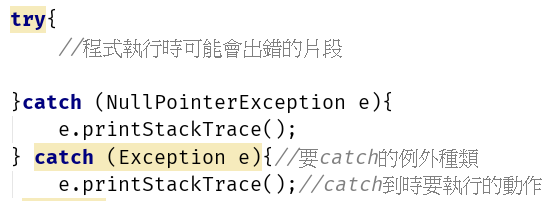 try{
//程式執行時可能會出錯的片段
}catch (NullPointerException e){
e.printStackTrace();
} catch (Exception e){//要catch的例外種類
e.printStackTrace();//catch到時要執行的動作